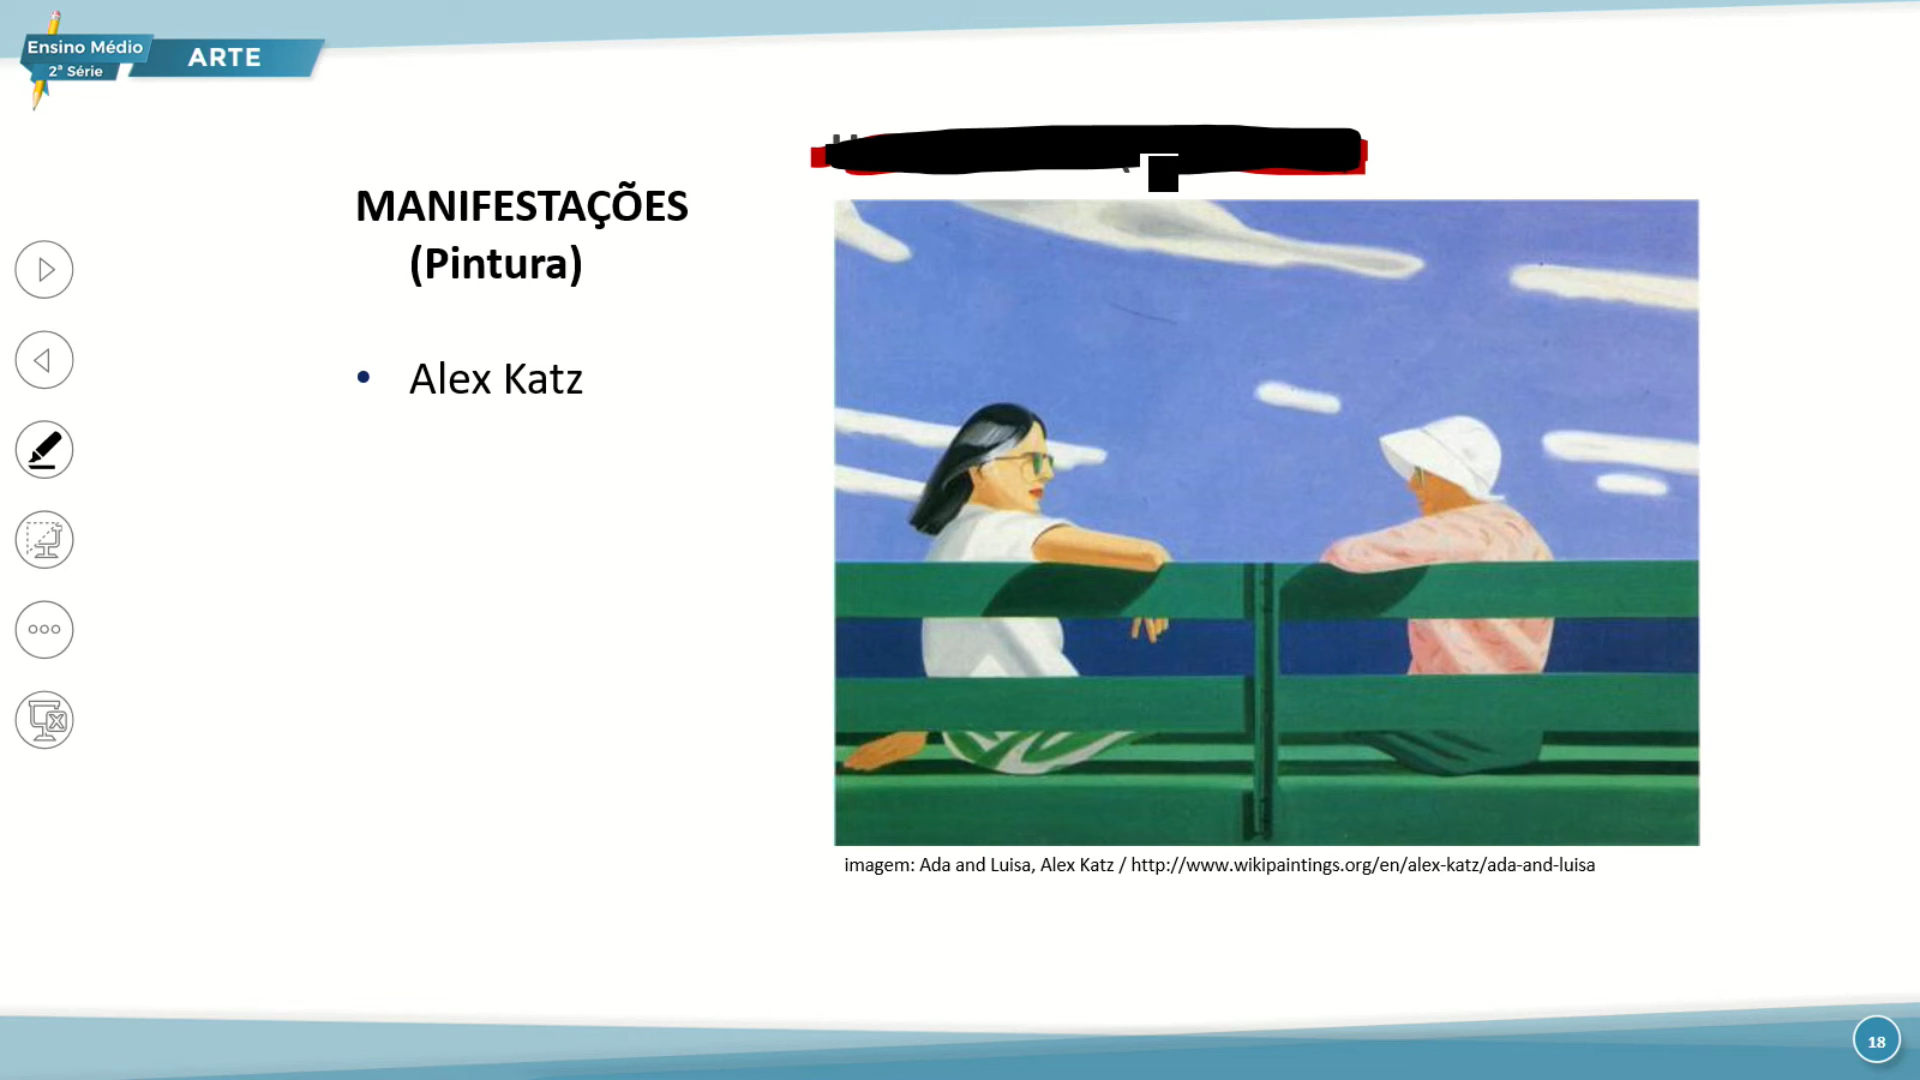 Ensino Médio
2ª Série
ARTE
MANIFESTAÇÕES
(Pintura)
• Alex Katz
imagem: Ada and Luisa, Alex Katz / http://www.wikipaintings.org/en/alex-katz/ada-and-luisa
18